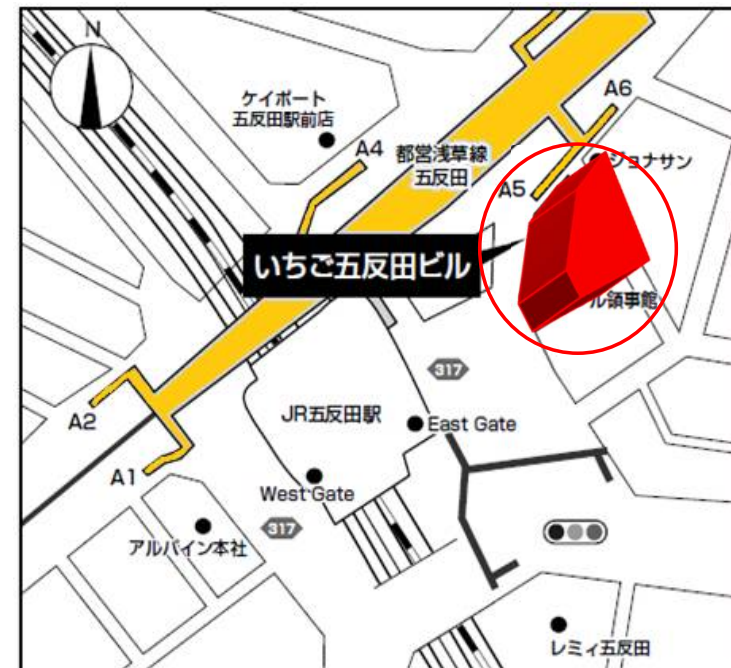 N
ケイポート
五反田駅前店
A4
都営浅草線
五反田
A6
ジョナサン
A5
いちご五反田ビル
ル領事館
317
JR五反田駅
East Gate
A2
A1
West Gate
317
アルパイン本社
レミィ五反田